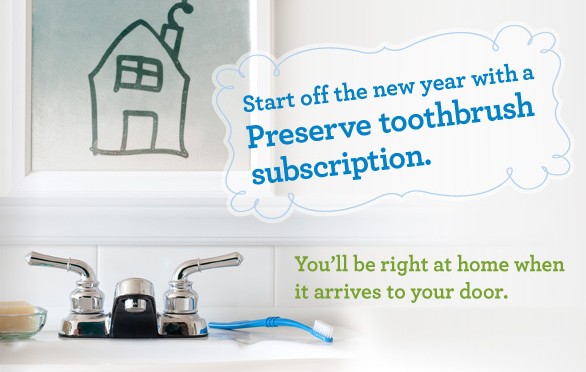 Start off the new year with a
Preserve toothbrush
subscription.
You'll be right at home when
it arrives to your door.